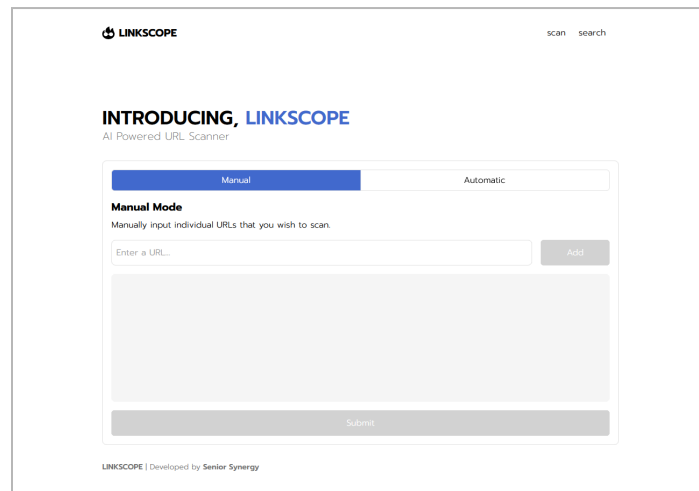 LINKSCOPE
scan search
INTRODUCING, LINKSCOPE
AI Powered URL Scanner
Manual Automatic
Manual Mode
Manually input individual URLs that you wish to scan.
Enter a URL... Add
Submit
LINKSCOPE | Developed by Senior Synergy